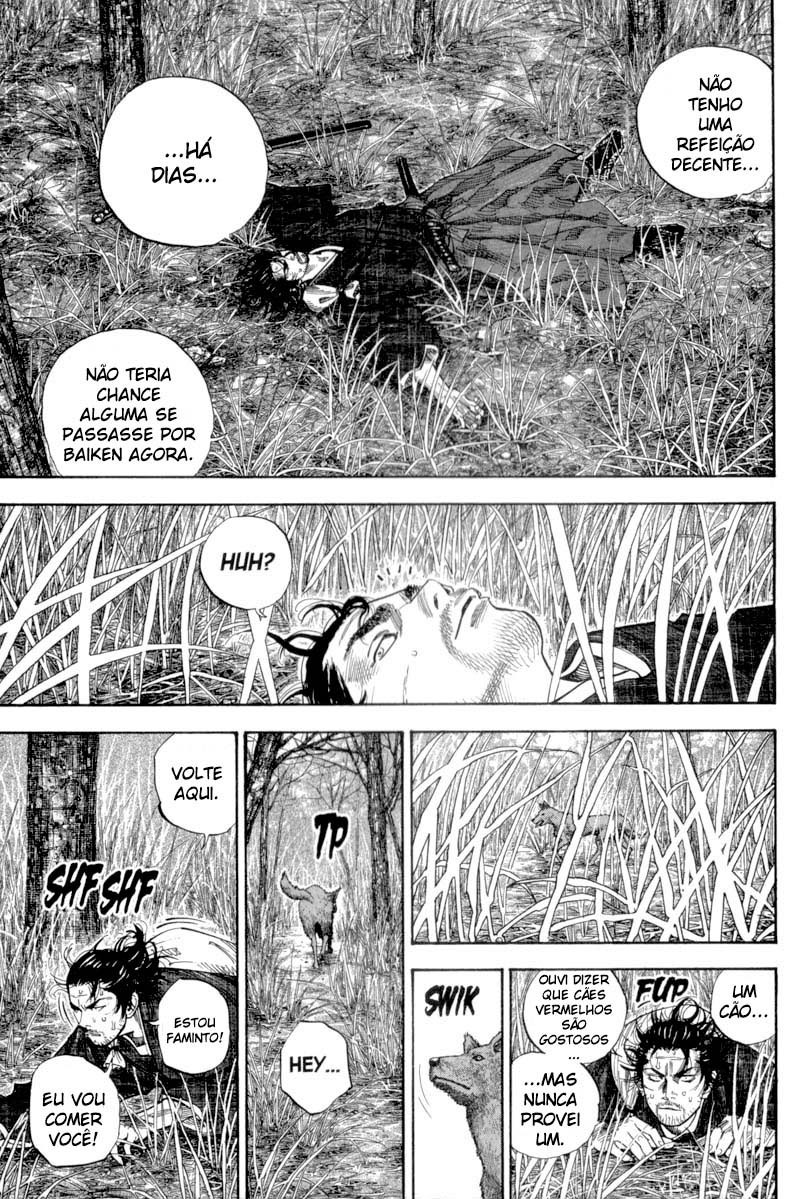 NÃO
TENHO
UMA
REFEIÇÃO
DECENTE...
...HÁ
DIAS...
NÃO TERIA
CHANCE
ALGUMA SE
PASSASSE POR
BAIKEN AGORA.
HUH?
UM
CÃO...
FUP
OUVI DIZER
QUE CÃES
VERMELHOS
SÃO
GOSTOSOS
...
...MAS
NUNCA
PROVEI
UM.
SWIK
TP
HEY...
VOLTE
AQUI.
SHF SHF
ESTOU
FAMINTO!
EU VOU
COMER
VOCÊ!